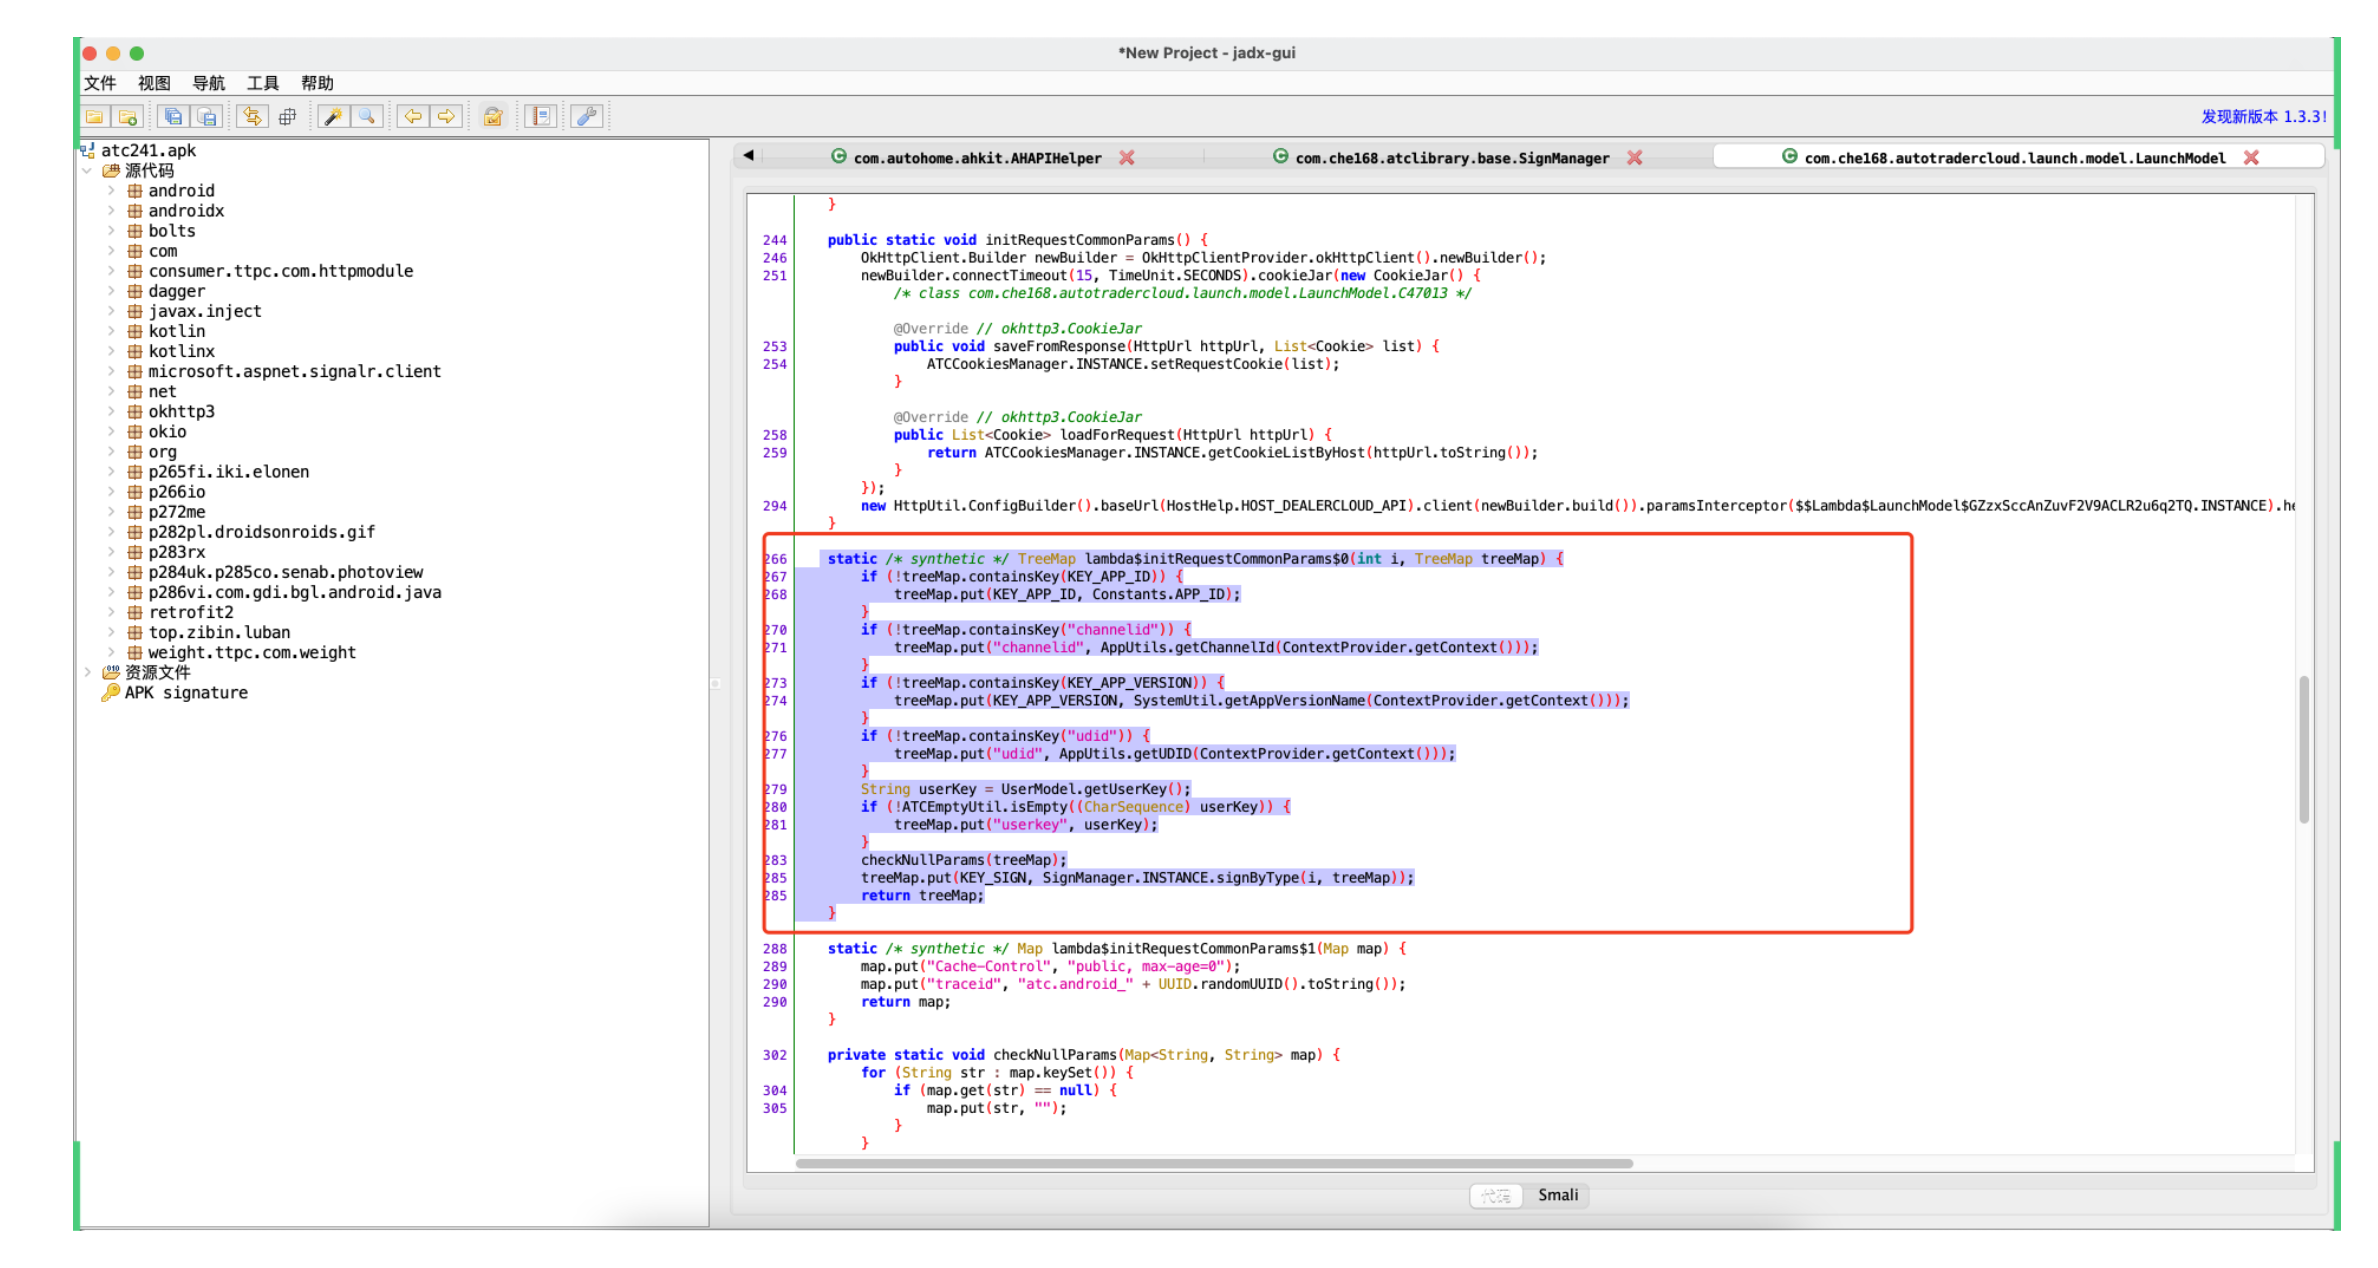 *New Project - jadx-gui
文件 视图 导航 工具 帮助
发现新版本 1.3.3!
atc241.apk
源代码
android
androidx
bolts
com
consumer.ttpc.com.httpmodule
dagger
javax.inject
kotlin
kotlinx
microsoft.aspnet.signalr.client
net
okhttp3
okio
org
p265fi.iki.elonen
p266io
p272me
p282pl.droidsonroids.gif
p283rx
p284uk.p285co.senab.photoview
p286vi.com.gdi.bgl.android.java
retrofit2
top.zibin.luban
weight.ttpc.com.weight
资源文件
APK signature
com.autohome.ahkit.AHAPIHelper com.che168.atclibrary.base.SignManager com.che168.autotradercloud.launch.model.LaunchModel
}
244 public static void initRequestCommonParams() {
246 OkHttpClient.Builder newBuilder = OkHttpClientProvider.okHttpClient().newBuilder();
251 newBuilder.connectTimeout(15, TimeUnit.SECONDS).cookieJar(new CookieJar() {
/* class com.che168.autotradercloud.launch.model.LaunchModel.C47013 */
@Override // okhttp3.CookieJar
253 public void saveFromResponse(HttpUrl httpUrl, List<Cookie> list) {
254 ATCCookiesManager.INSTANCE.setRequestCookie(list);
}
@Override // okhttp3.CookieJar
258 public List<Cookie> loadForRequest(HttpUrl httpUrl) {
259 return ATCCookiesManager.INSTANCE.getCookieListByHost(httpUrl.toString());
}
});
294 new HttpUtil.ConfigBuilder().baseUrl(HostHelp.HOST_DEALERCLOUD_API).client(newBuilder.build()).paramsInterceptor($$Lambda$LaunchModel$GZzxSccAnZuvF2V9ACLR2u6q2TQ.INSTANCE).he
}
266 static /* synthetic */ TreeMap lambda$initRequestCommonParams$0(int i, TreeMap treeMap) {
267 if (!treeMap.containsKey(KEY_APP_ID)) {
268 treeMap.put(KEY_APP_ID, Constants.APP_ID);
}
270 if (!treeMap.containsKey("channelid")) {
271 treeMap.put("channelid", AppUtils.getChannelId(ContextProvider.getContext()));
}
273 if (!treeMap.containsKey(KEY_APP_VERSION)) {
274 treeMap.put(KEY_APP_VERSION, SystemUtil.getAppVersionName(ContextProvider.getContext()));
}
276 if (!treeMap.containsKey("udid")) {
277 treeMap.put("udid", AppUtils.getUDID(ContextProvider.getContext()));
}
279 String userKey = UserModel.getUserKey();
280 if (!ATCEmptyUtil.isEmpty((CharSequence) userKey)) {
281 treeMap.put("userkey", userKey);
}
283 checkNullParams(treeMap);
285 treeMap.put(KEY_SIGN, SignManager.INSTANCE.signByType(i, treeMap));
285 return treeMap;
}
288 static /* synthetic */ Map lambda$initRequestCommonParams$1(Map map) {
289 map.put("Cache-Control", "public, max-age=0");
290 map.put("traceid", "atc.android_" + UUID.randomUUID().toString());
290 return map;
}
302 private static void checkNullParams(Map<String, String> map) {
for (String str : map.keySet()) {
304 if (map.get(str) == null) {
305 map.put(str, "");
}
}
代码 Smali